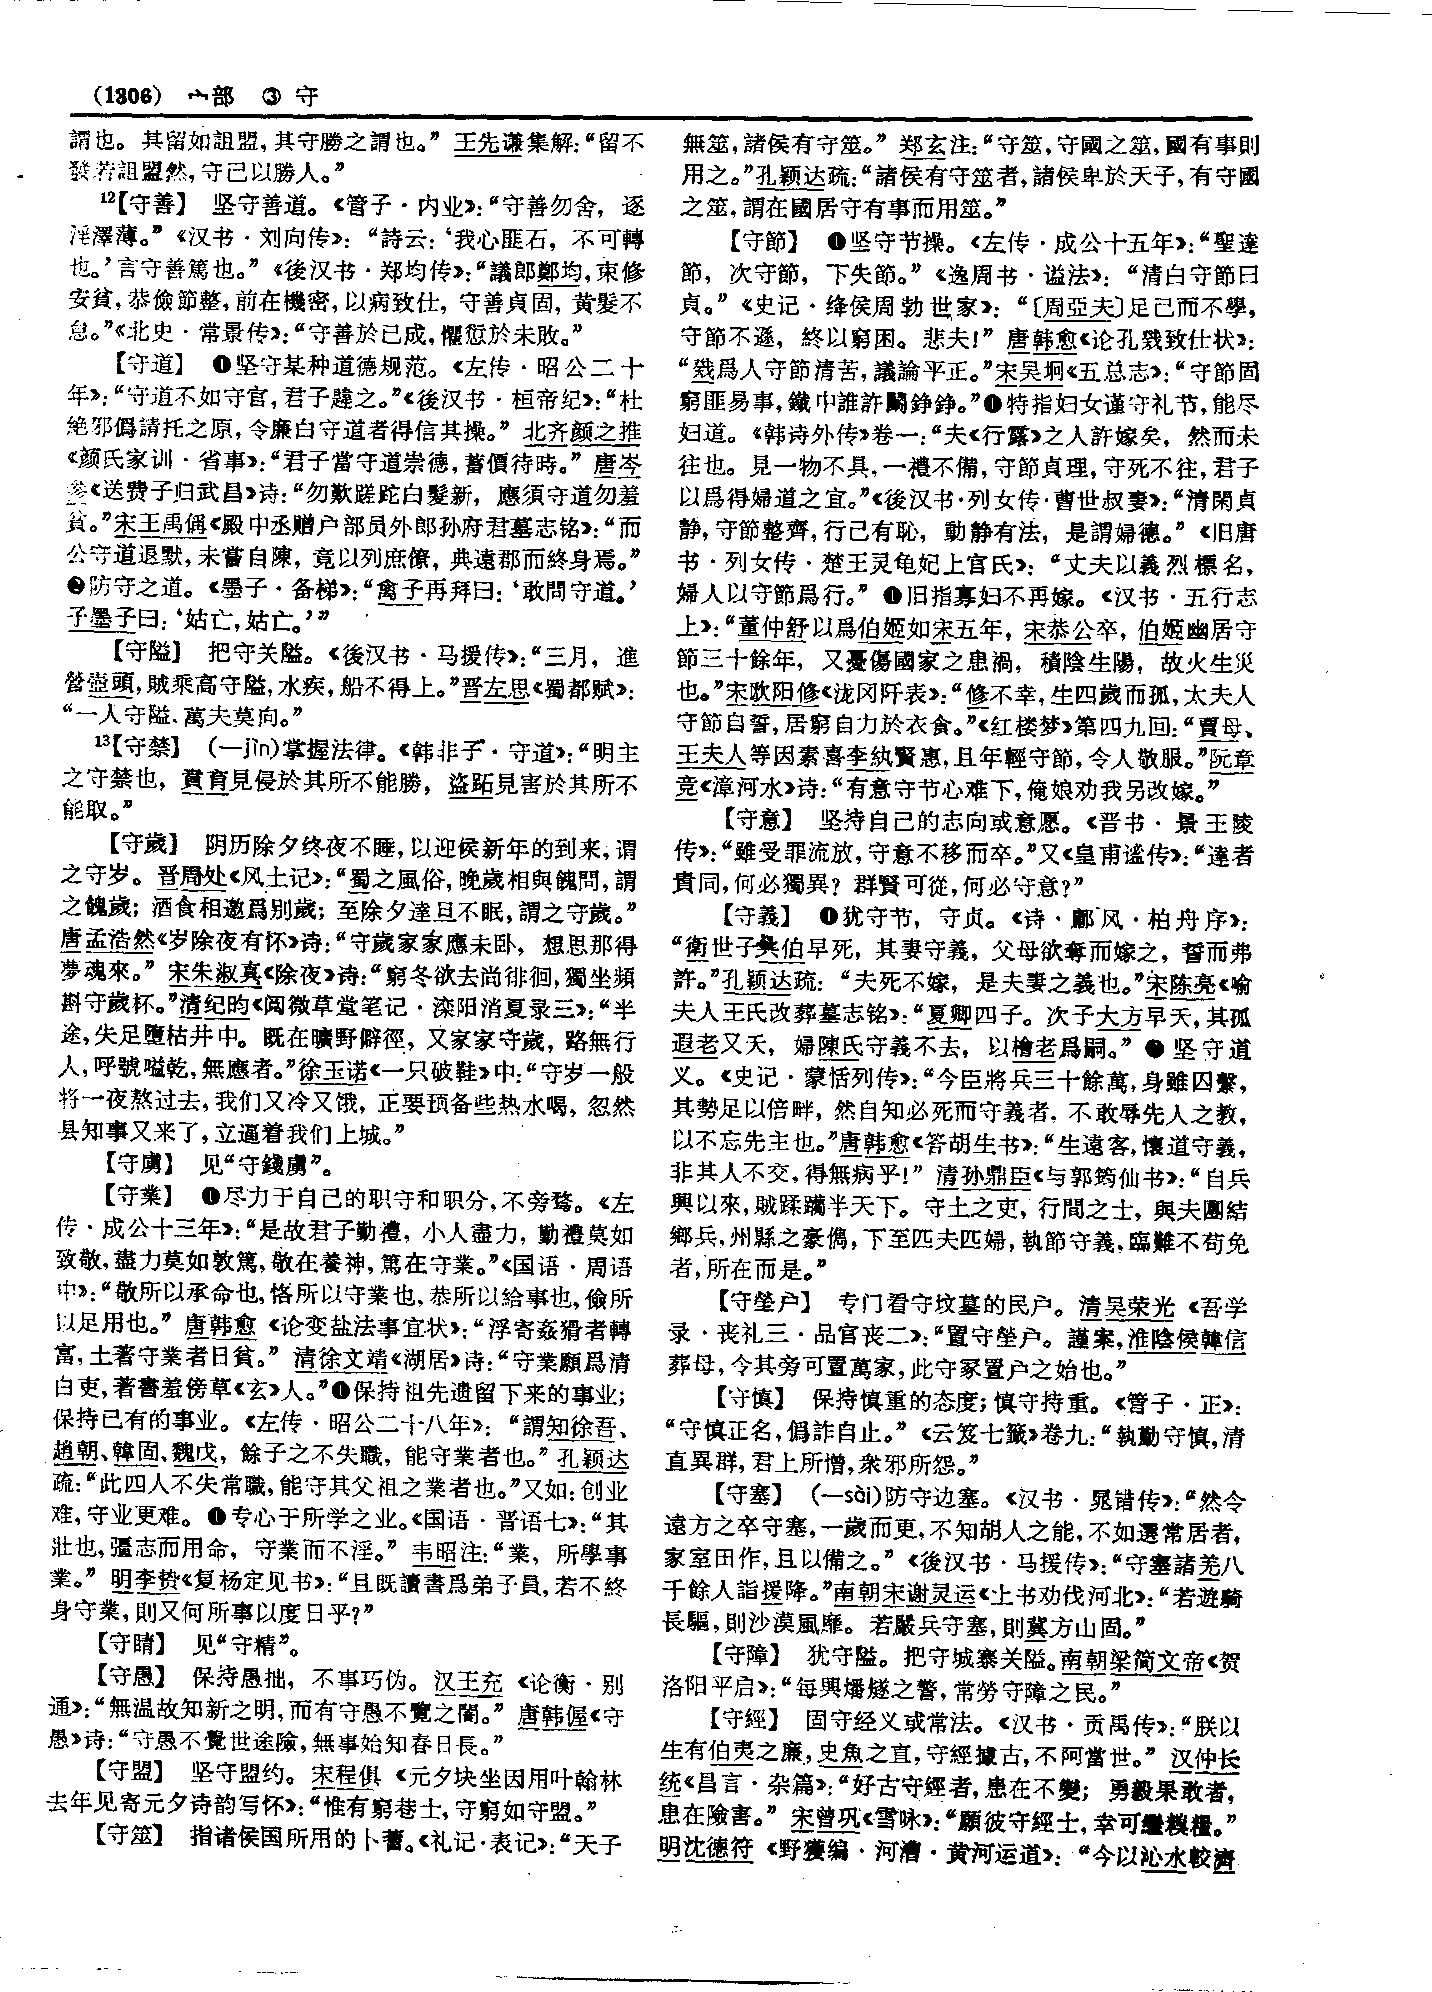 (1306) 宀部 ③ 守
謂也。其留如詛盟,其守勝之謂也。”王先谦集解:“留不
發若詛盟然,守己以勝人。”
¹²【守善】 坚守善道。《管子·内业》:“守善勿舍,逐
淫澤薄。”《汉书·刘向传》:“詩云:‘我心匪石,不可轉
也。’言守善篤也。”《後汉书·郑均传》:“議郎鄭均,束修
安貧,恭儉節整,前在機密,以病致仕,守善貞固,黄髮不
怠。”《北史·常景传》:“守善於已成,懼愆於未敗。”
【守道】 ❶坚守某种道德规范。《左传·昭公二十
年》:“守道不如守官,君子韙之。”《後汉书·桓帝纪》:“杜
绝邪僞請托之原,令廉白守道者得信其操。”北齐颜之推
《颜氏家训·省事》:“君子當守道崇德,蓄價待時。”唐岑
参《送费子归武昌》诗:“勿歎蹉跎白髮新,應須守道勿羞
貧。”宋王禹偁《殿中丞赠户部员外郎孙府君墓志铭》:“而
公守道退默,未嘗自陳,竟以列庶僚,典遠郡而終身焉。”
❷防守之道。《墨子·备梯》:“禽子再拜曰:‘敢問守道。’
子墨子曰:‘姑亡,姑亡。’”
【守隘】 把守关隘。《後汉书·马援传》:“三月,進
營壺頭,賊乘高守隘,水疾,船不得上。”晋左思《蜀都赋》:
“一人守隘、萬夫莫向。”
¹³【守禁】 (—jìn)掌握法律。《韩非子·守道》:“明主
之守禁也,賁育見侵於其所不能勝,盗跖見害於其所不
能取。”
【守歲】 阴历除夕终夜不睡,以迎候新年的到来,谓
之守岁。晋周处《风土记》:“蜀之風俗,晚歲相與餽問,謂
之餽歲;酒食相邀爲别歲;至除夕達旦不眠,謂之守歲。”
唐孟浩然《岁除夜有怀》诗:“守歲家家應未卧,想思那得
夢魂來。”宋朱淑真《除夜》诗:“窮冬欲去尚徘徊,獨坐頻
斟守歲杯。”清纪昀《阅微草堂笔记·滦阳消夏录三》:“半
途,失足墮枯井中。既在曠野僻徑,又家家守歲,路無行
人,呼號嗌乾,無應者。”徐玉诺《一只破鞋》中:“守岁一般
将一夜熬过去,我们又冷又饿,正要预备些热水喝,忽然
县知事又来了,立逼着我们上城。”
【守虜】 见“守錢虜”。
【守業】 ❶尽力于自己的职守和职分,不旁骛。《左
传·成公十三年》:“是故君子勤禮,小人盡力,勤禮莫如
致敬,盡力莫如敦篤,敬在養神,篤在守業。”《国语·周语
中》:“敬所以承命也,恪所以守業也,恭所以給事也,儉所
以足用也。”唐韩愈《论变盐法事宜状》:“浮寄姦猾者轉
富,土著守業者日貧。”清徐文靖《湖居》诗:“守業願爲清
白吏,著書羞傍草《玄》人。”❶保持祖先遗留下来的事业;
保持已有的事业。《左传·昭公二十八年》:“謂知徐吾、
趙朝、韓固、魏戊,餘子之不失職,能守業者也。”孔颖达
疏:“此四人不失常職,能守其父祖之業者也。”又如:创业
难,守业更难。❶专心于所学之业。《国语·晋语七》:“其
壯也,彊志而用命,守業而不淫。”韦昭注:“業,所學事
業。”明李贽《复杨定见书》:“且既讀書爲弟子員,若不終
身守業,則又何所事以度日乎?”
【守睛】 见“守精”。
【守愚】 保持愚拙,不事巧伪。汉王充《论衡·别
通》:“無温故知新之明,而有守愚不覽之闇。”唐韩偓《守
愚》诗:“守愚不覺世途險,無事始知春日長。”
【守盟】 坚守盟约。宋程俱《元夕块坐因用叶翰林
去年见寄元夕诗韵写怀》:“惟有窮巷士,守窮如守盟。”
【守筮】 指诸侯国所用的卜蓍。《礼记·表记》:“天子
無筮,諸侯有守筮。”郑玄注:“守筮,守國之筮,國有事則
用之。”孔颖达疏:“諸侯有守筮者,諸侯卑於天子,有守國
之筮,謂在國居守有事而用筮。”
【守節】 ❶坚守节操。《左传·成公十五年》:“聖達
節,次守節,下失節。”《逸周书·谥法》:“清白守節曰
貞。”《史记·绛侯周勃世家》:“〔周亞夫〕足己而不學,
守節不遜,終以窮困。悲夫!”唐韩愈《论孔戣致仕状》:
“戣爲人守節清苦,議論平正。”宋吴坰《五总志》:“守節固
窮匪易事,鐵中誰許鬭錚錚。”❶特指妇女谨守礼节,能尽
妇道。《韩诗外传》卷一:“夫《行露》之人許嫁矣,然而未
往也。見一物不具,一禮不備,守節貞理,守死不往,君子
以爲得婦道之宜。”《後汉书·列女传·曹世叔妻》:“清閑貞
静,守節整齊,行己有恥,動静有法,是謂婦德。”《旧唐
书·列女传·楚王灵龟妃上官氏》:“丈夫以義烈標名,
婦人以守節爲行。”❶旧指寡妇不再嫁。《汉书·五行志
上》:“董仲舒以爲伯姬如宋五年,宋恭公卒,伯姬幽居守
節三十餘年,又憂傷國家之患禍,積陰生陽,故火生災
也。”宋欧阳修《泷冈阡表》:“修不幸,生四歲而孤,太夫人
守節自誓,居窮自力於衣食。”《红楼梦》第四九回:“賈母、
王夫人等因素喜李紈賢惠,且年輕守節,令人敬服。”阮章
竞《漳河水》诗:“有意守节心难下,俺娘劝我另改嫁。”
【守意】 坚持自己的志向或意愿。《晋书·景王陵
传》:“雖受罪流放,守意不移而卒。”又《皇甫谧传》:“達者
貴同,何必獨異?群賢可從,何必守意?”
【守義】 ❶犹守节,守贞。《诗·鄘风·柏舟序》:
“衛世子共伯早死,其妻守義,父母欲奪而嫁之,誓而弗
許。”孔颖达疏:“夫死不嫁,是夫妻之義也。”宋陈亮《喻
夫人王氏改葬墓志铭》:“夏卿四子。次子大方早夭,其孤
遐老又夭,婦陳氏守義不去,以檜老爲嗣。”❷坚守道
义。《史记·蒙恬列传》:“今臣將兵三十餘萬,身雖囚繫,
其勢足以倍畔,然自知必死而守義者,不敢辱先人之教,
以不忘先主也。”唐韩愈《答胡生书》:“生遠客,懷道守義,
非其人不交,得無病乎!”清孙鼎臣《与郭筠仙书》:“自兵
興以來,賊蹂躪半天下。守土之吏,行間之士,與夫團結
鄉兵,州縣之豪儁,下至匹夫匹婦,執節守義,臨難不苟免
者,所在而是。”
【守塋户】 专门看守坟墓的民户。清吴荣光《吾学
录·丧礼三·品官丧二》:“置守塋户。謹案,淮陰侯韓信
葬母,令其旁可置萬家,此守冢置户之始也。”
【守慎】 保持慎重的态度;慎守持重。《管子·正》:
“守慎正名,僞詐自止。”《云笈七籤》卷九:“執勤守慎,清
直異群,君上所憎,衆邪所怨。”
【守塞】 (—sài)防守边塞。《汉书·晁错传》:“然令
遠方之卒守塞,一歲而更,不知胡人之能,不如選常居者,
家室田作,且以備之。”《後汉书·马援传》:“守塞諸羌八
千餘人詣援降。”南朝宋谢灵运《上书劝伐河北》:“若遊騎
長驅,則沙漠風靡。若嚴兵守塞,則冀方山固。”
【守障】 犹守隘。把守城寨关隘。南朝梁简文帝《贺
洛阳平启》:“每興燔燧之警,常勞守障之民。”
【守經】 固守经义或常法。《汉书·贡禹传》:“朕以
生有伯夷之廉,史魚之直,守經據古,不阿當世。”汉仲长
统《昌言·杂篇》:“好古守經者,患在不變;勇毅果敢者,
患在險害。”宋曾巩《雪咏》:“願彼守經士,幸可繼糗糧。”
明沈德符《野獲编·河漕·黄河运道》:“今以沁水較濟